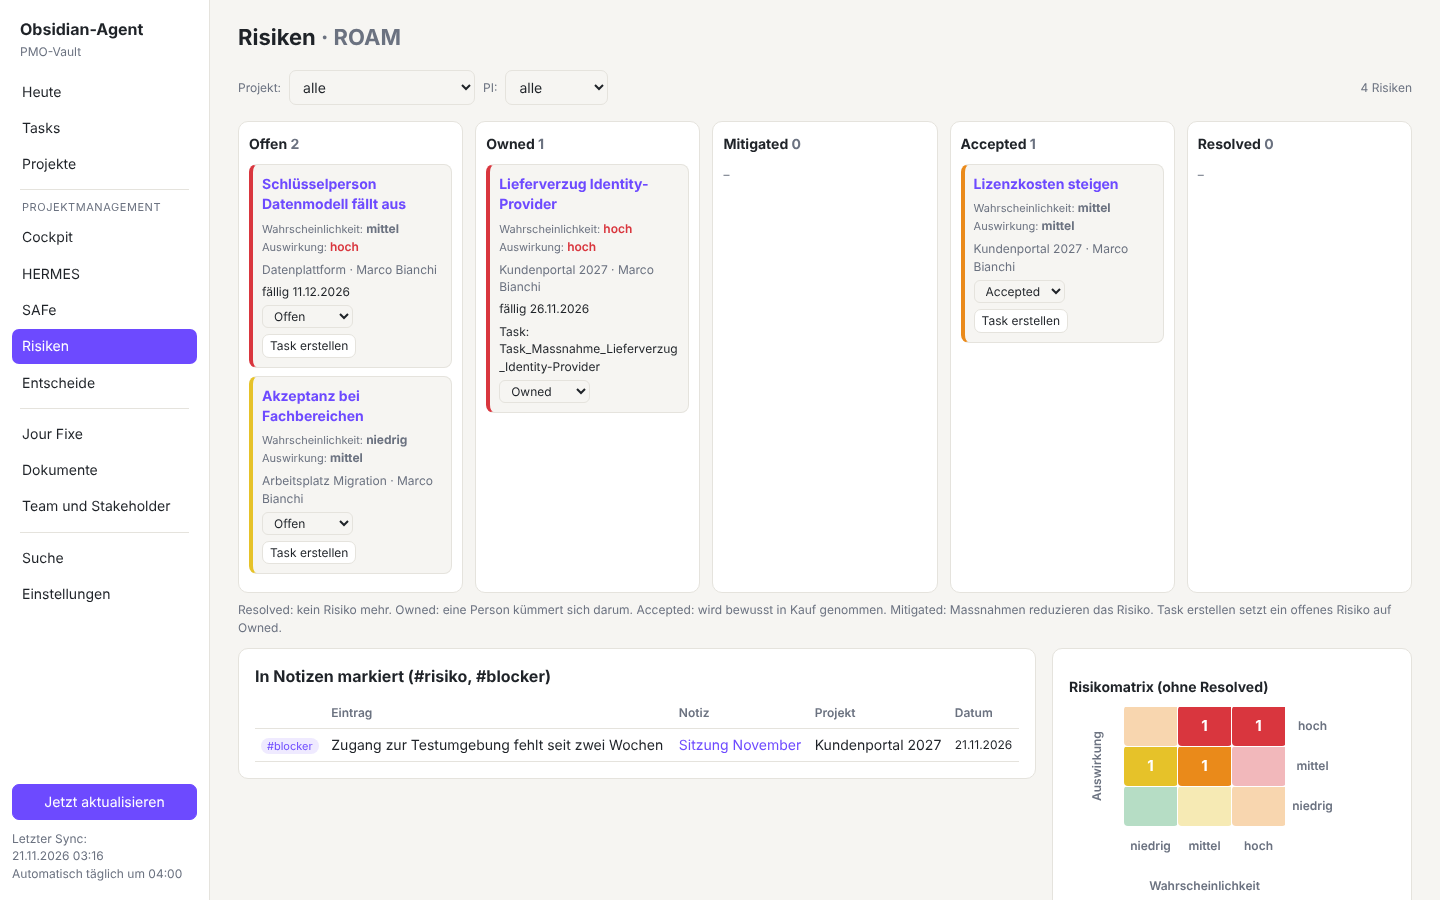 Obsidian-Agent
PMO-Vault
Heute
Tasks
Projekte
PROJEKTMANAGEMENT
Cockpit
HERMES
SAFe
Risiken
Entscheide
Jour Fixe
Dokumente
Team und Stakeholder
Suche
Einstellungen
Jetzt aktualisieren
Letzter Sync:
21.11.2026 03:16
Automatisch täglich um 04:00
Risiken · ROAM
Projekt: alle PI: alle 4 Risiken
Offen 2
Schlüsselperson
Datenmodell fällt aus
Wahrscheinlichkeit: mittel
Auswirkung: hoch
Datenplattform · Marco Bianchi
fällig 11.12.2026
Offen
Task erstellen
Akzeptanz bei
Fachbereichen
Wahrscheinlichkeit: niedrig
Auswirkung: mittel
Arbeitsplatz Migration · Marco
Bianchi
Offen
Task erstellen
Owned 1
Lieferverzug Identity-
Provider
Wahrscheinlichkeit: hoch
Auswirkung: hoch
Kundenportal 2027 · Marco
Bianchi
fällig 26.11.2026
Task:
Task_Massnahme_Lieferverzug
_Identity-Provider
Owned
Mitigated 0
–
Accepted 1
Lizenzkosten steigen
Wahrscheinlichkeit: mittel
Auswirkung: mittel
Kundenportal 2027 · Marco
Bianchi
Accepted
Task erstellen
Resolved 0
–
Resolved: kein Risiko mehr. Owned: eine Person kümmert sich darum. Accepted: wird bewusst in Kauf genommen. Mitigated: Massnahmen reduzieren das Risiko. Task erstellen setzt ein offenes Risiko auf
Owned.
In Notizen markiert (#risiko, #blocker)
Eintrag Notiz Projekt Datum
#blocker Zugang zur Testumgebung fehlt seit zwei Wochen Sitzung November Kundenportal 2027 21.11.2026
Risikomatrix (ohne Resolved)
Auswirkung
1 1 hoch
1 1 mittel
niedrig
niedrig mittel hoch
Wahrscheinlichkeit